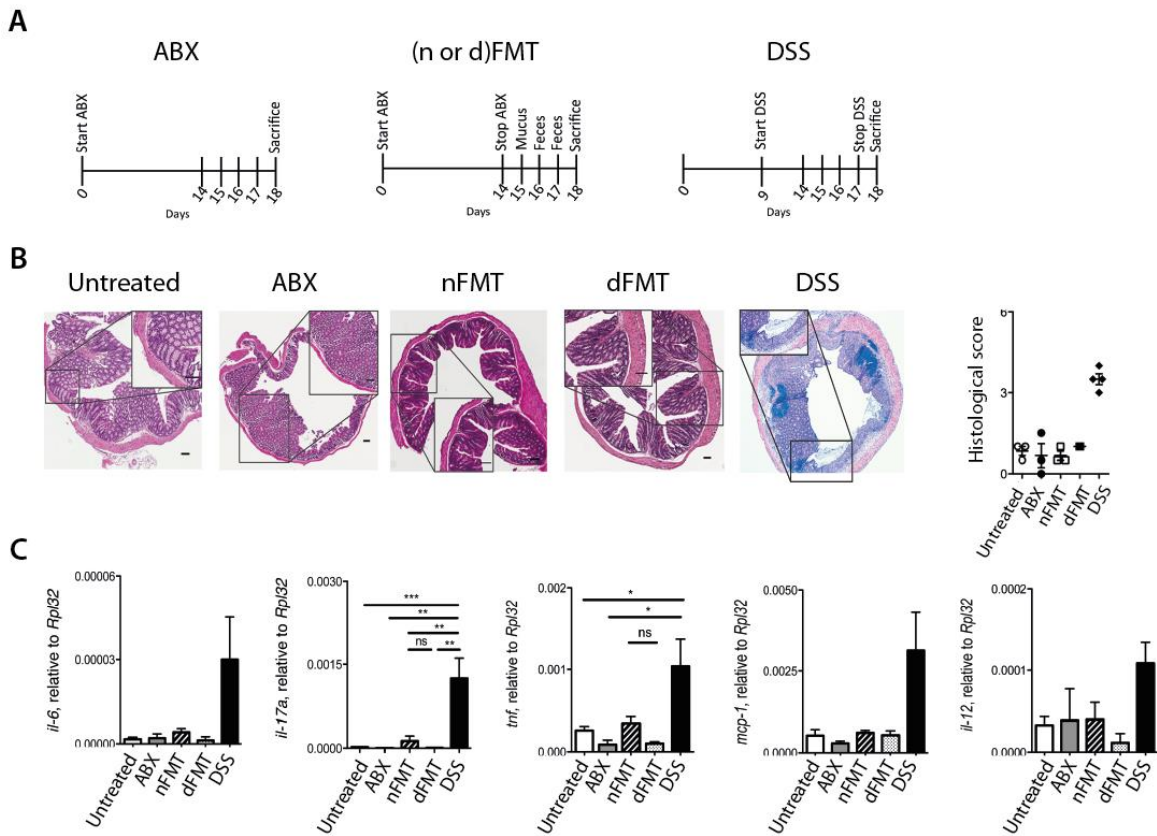 A
ABX
(n or d)FMT
DSS
Start ABX
Sacrifice
0
14
15
16
17
18
Days
Start ABX
Stop ABX
Mucus
Feces
Feces
Sacrifice
0
14
15
16
17
18
Days
Start DSS
Stop DSS
Sacrifice
0
9
14
15
16
17
18
Days
B
Untreated
ABX
nFMT
dFMT
DSS
Histological score
6
3
0
Untreated
ABX
nFMT
dFMT
DSS
C
il-6, relative to Rpl32
0.00006
0.00003
0.00000
Untreated
ABX
nFMT
dFMT
DSS
il-17a, relative to Rpl32
0.0030
0.0015
0.0000
***
**
**
ns
**
Untreated
ABX
nFMT
dFMT
DSS
tnf, relative to Rpl32
0.002
0.001
0.000
*
*
ns
Untreated
ABX
nFMT
dFMT
DSS
mcp-1, relative to Rpl32
0.0050
0.0025
0.0000
Untreated
ABX
nFMT
dFMT
DSS
il-12, relative to Rpl32
0.0002
0.0001
0.0000
Untreated
ABX
nFMT
dFMT
DSS